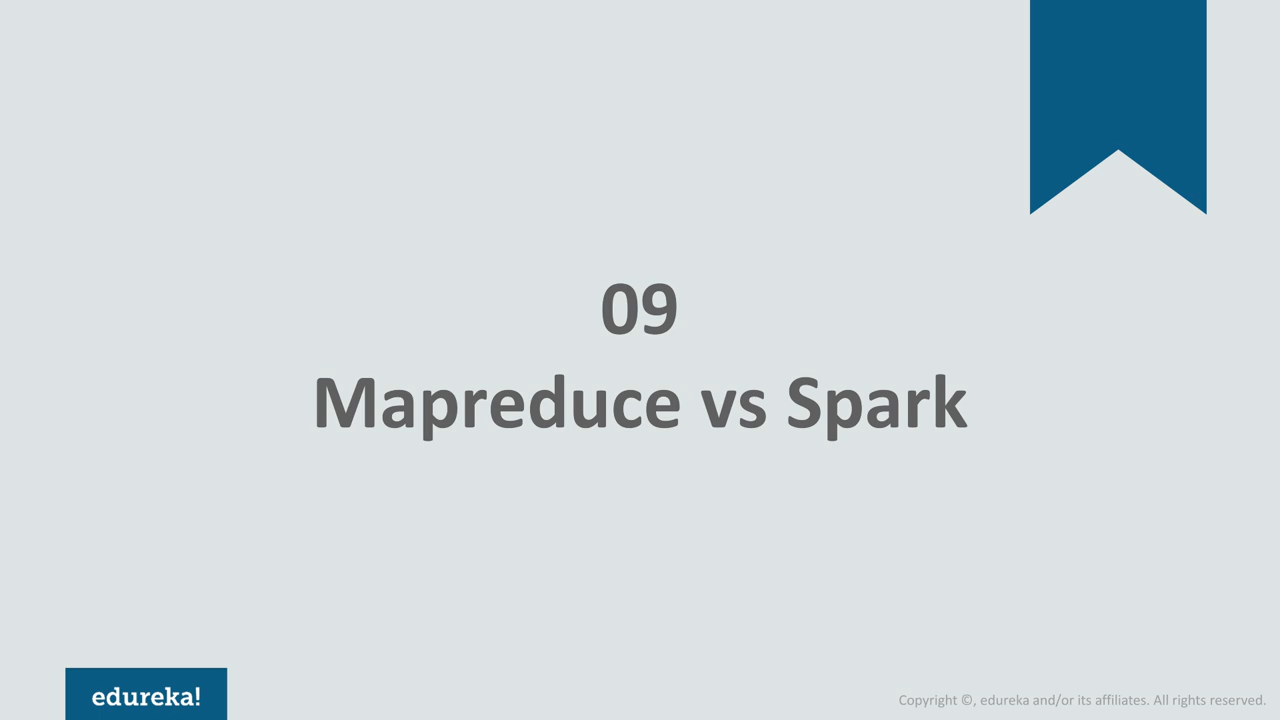 09
Mapreduce vs Spark
edureka!
Copyright ©, edureka and/or its affiliates. All rights reserved.